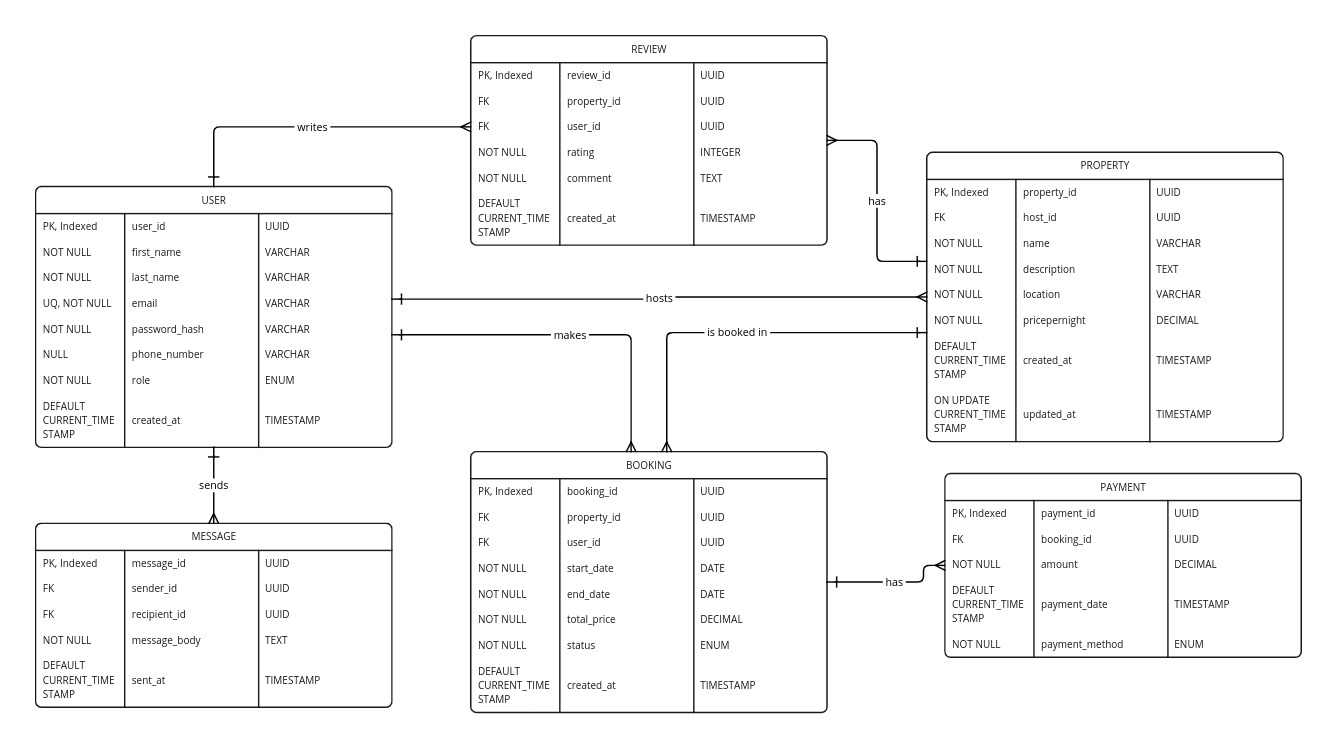 REVIEW
PK, Indexed review_id UUID
FK property_id UUID
FK user_id UUID
NOT NULL rating INTEGER
NOT NULL comment TEXT
DEFAULT
CURRENT_TIME created_at TIMESTAMP
STAMP
writes
has
USER
PK, Indexed user_id UUID
NOT NULL first_name VARCHAR
NOT NULL last_name VARCHAR
UQ, NOT NULL email VARCHAR
NOT NULL password_hash VARCHAR
NULL phone_number VARCHAR
NOT NULL role ENUM
DEFAULT
CURRENT_TIME created_at TIMESTAMP
STAMP
PROPERTY
PK, Indexed property_id UUID
FK host_id UUID
NOT NULL name VARCHAR
NOT NULL description TEXT
NOT NULL location VARCHAR
NOT NULL pricepernight DECIMAL
DEFAULT
CURRENT_TIME created_at TIMESTAMP
STAMP
ON UPDATE
CURRENT_TIME updated_at TIMESTAMP
STAMP
hosts
makes
is booked in
sends
MESSAGE
PK, Indexed message_id UUID
FK sender_id UUID
FK recipient_id UUID
NOT NULL message_body TEXT
DEFAULT
CURRENT_TIME sent_at TIMESTAMP
STAMP
BOOKING
PK, Indexed booking_id UUID
FK property_id UUID
FK user_id UUID
NOT NULL start_date DATE
NOT NULL end_date DATE
NOT NULL total_price DECIMAL
NOT NULL status ENUM
DEFAULT
CURRENT_TIME created_at TIMESTAMP
STAMP
has
PAYMENT
PK, Indexed payment_id UUID
FK booking_id UUID
NOT NULL amount DECIMAL
DEFAULT
CURRENT_TIME payment_date TIMESTAMP
STAMP
NOT NULL payment_method ENUM